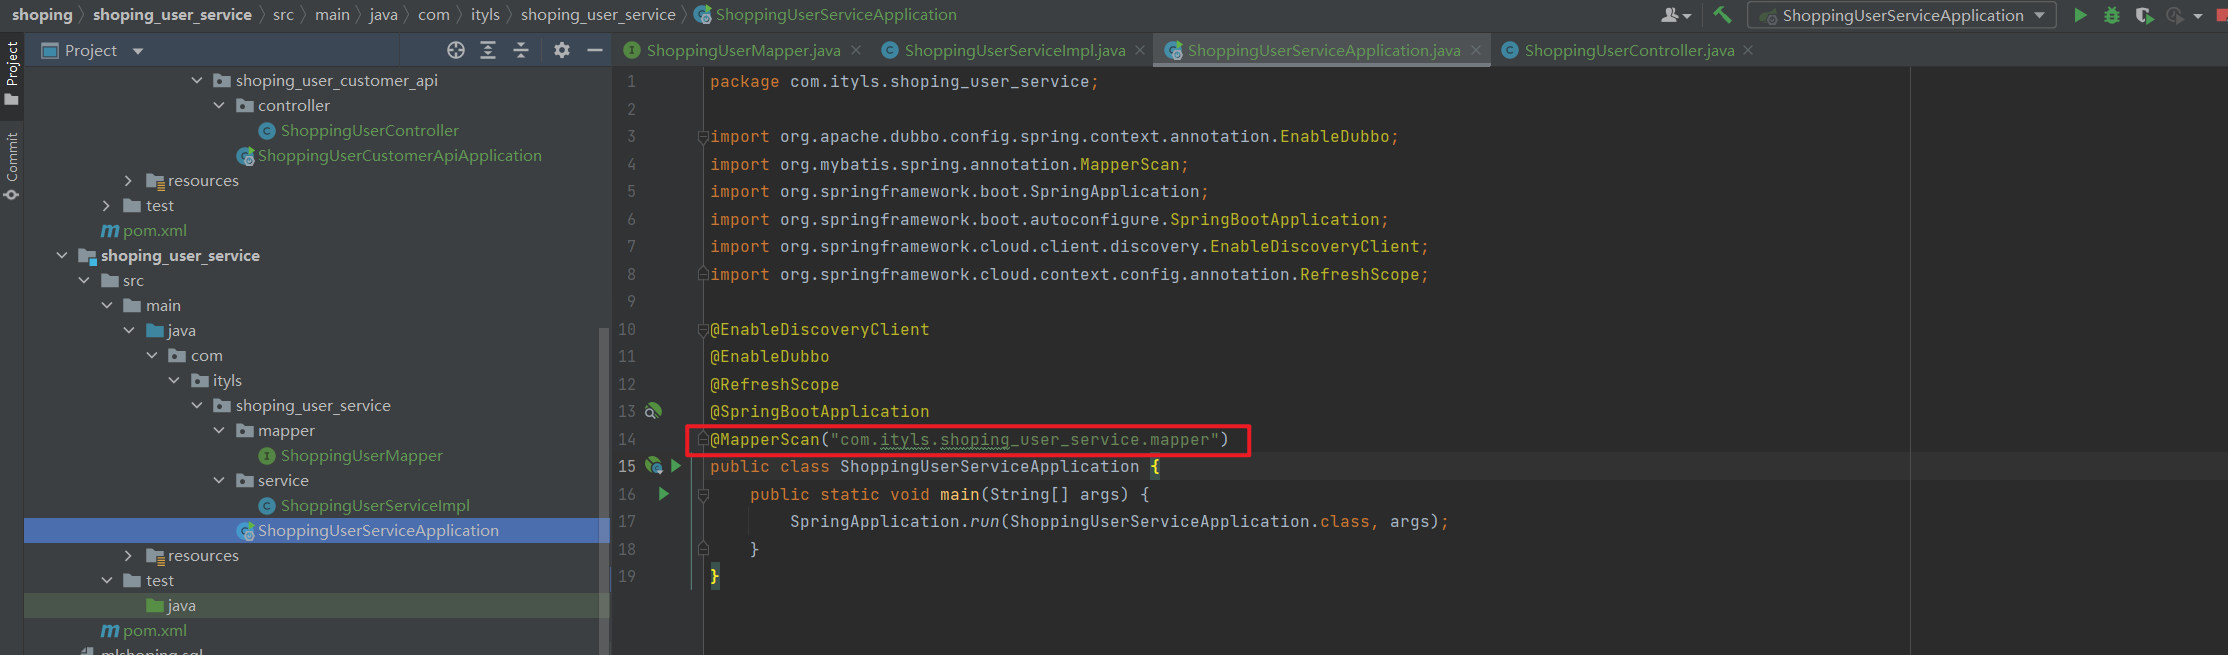 shoping shoping_user_service src main java com ityls shoping_user_service ShoppingUserServiceApplication
ShoppingUserServiceApplication
Project
Commit
Project
shoping_user_customer_api
controller
ShoppingUserController
ShoppingUserCustomerApiApplication
resources
test
pom.xml
shoping_user_service
src
main
java
com
ityls
shoping_user_service
mapper
ShoppingUserMapper
service
ShoppingUserServiceImpl
ShoppingUserServiceApplication
resources
test
java
pom.xml
mlshoping.sql
ShoppingUserMapper.java ShoppingUserServiceImpl.java ShoppingUserServiceApplication.java ShoppingUserController.java
1 package com.ityls.shoping_user_service;
2
3 import org.apache.dubbo.config.spring.context.annotation.EnableDubbo;
4 import org.mybatis.spring.annotation.MapperScan;
5 import org.springframework.boot.SpringApplication;
6 import org.springframework.boot.autoconfigure.SpringBootApplication;
7 import org.springframework.cloud.client.discovery.EnableDiscoveryClient;
8 import org.springframework.cloud.context.config.annotation.RefreshScope;
9
10 @EnableDiscoveryClient
11 @EnableDubbo
12 @RefreshScope
13 @SpringBootApplication
14 @MapperScan("com.ityls.shoping_user_service.mapper")
15 public class ShoppingUserServiceApplication {
16 public static void main(String[] args) {
17 SpringApplication.run(ShoppingUserServiceApplication.class, args);
18 }
19 }